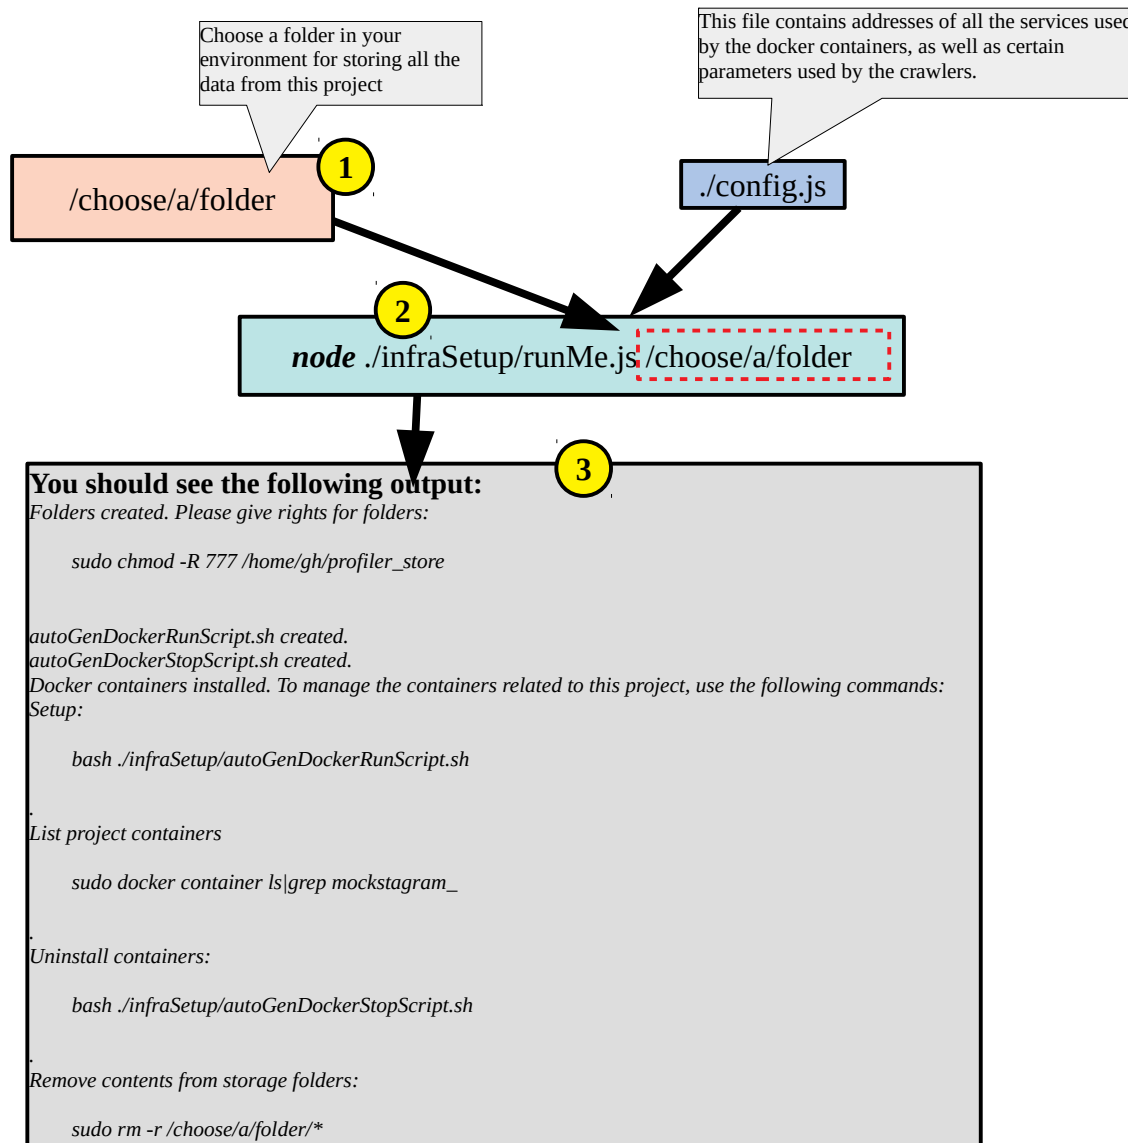 Choose a folder in your
environment for storing all the
data from this project
This file contains addresses of all the services used
by the docker containers, as well as certain
parameters used by the crawlers.
1
/choose/a/folder
./config.js
2
node ./infraSetup/runMe.js /choose/a/folder
3
You should see the following output:
Folders created. Please give rights for folders:
sudo chmod -R 777 /home/gh/profiler_store
autoGenDockerRunScript.sh created.
autoGenDockerStopScript.sh created.
Docker containers installed. To manage the containers related to this project, use the following commands:
Setup:
bash ./infraSetup/autoGenDockerRunScript.sh
.
List project containers
sudo docker container ls|grep mockstagram_
.
Uninstall containers:
bash ./infraSetup/autoGenDockerStopScript.sh
.
Remove contents from storage folders:
sudo rm -r /choose/a/folder/*